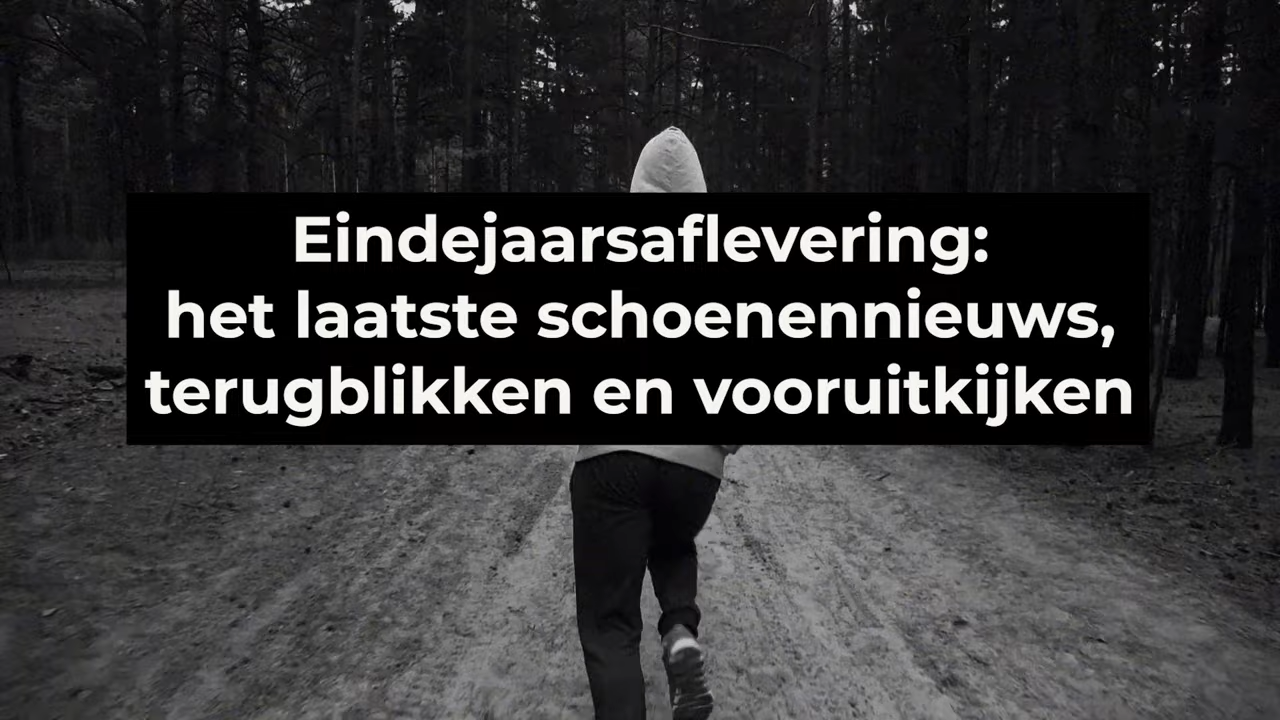 Eindejaarsaflevering:
het laatste schoenennieuws,
terugblikken en vooruitkijken